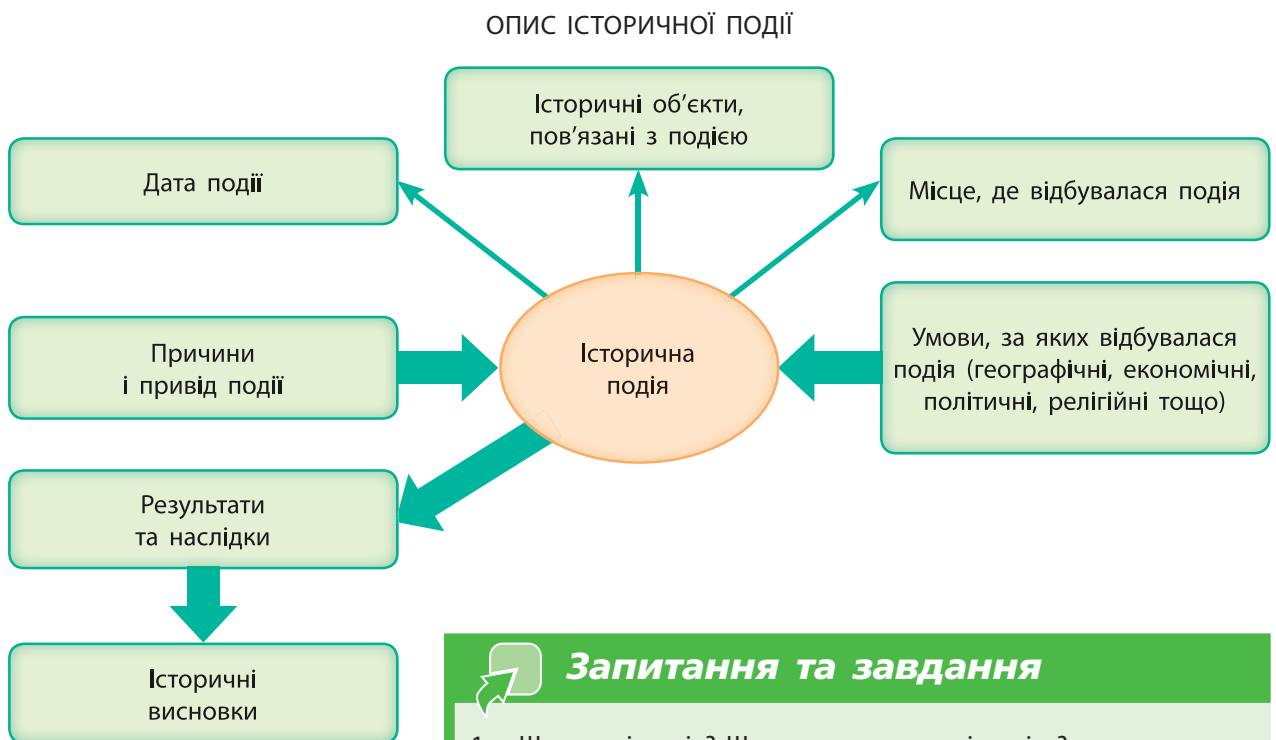 ОПИС ІСТОРИЧНОЇ ПОДІЇ
Історичні об’єкти,
пов’язані з подією
Дата події
Місце, де відбувалася подія
Причини
і привід події
Історична
подія
Умови, за яких відбувалася
подія (географічні, економічні,
політичні, релігійні тощо)
Результати
та наслідки
Історичні
висновки
Запитання та завдання